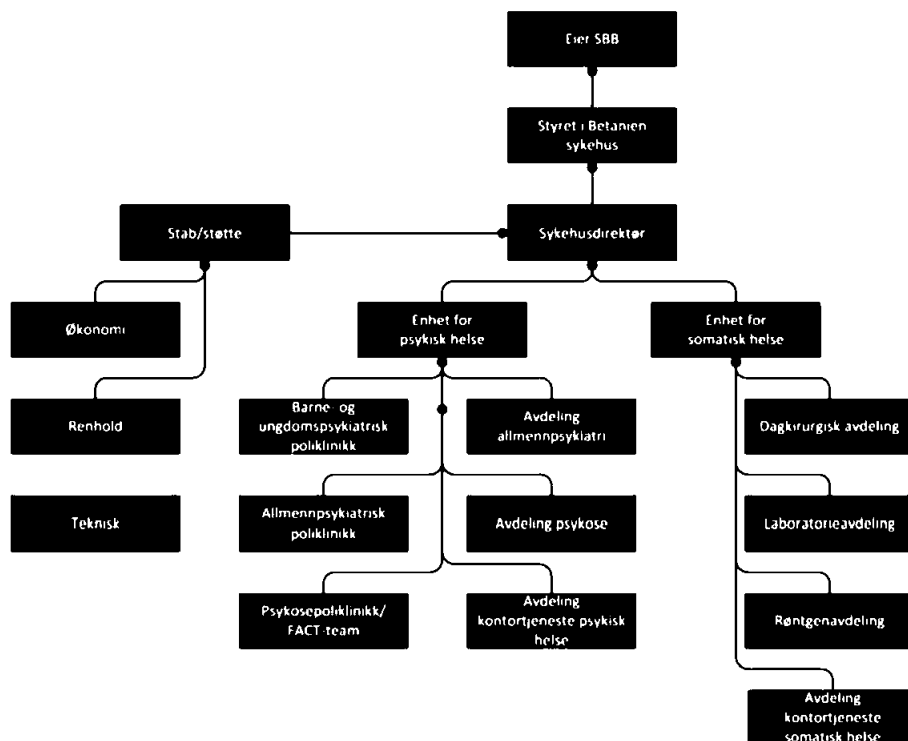 Eier SBB
Styret i Betanien
sykehus
Stab/støtte
Sykehusdirektør
Økonomi
Enhet for
psykisk helse
Enhet for
somatisk helse
Renhold
Barne- og
ungdomspsykiatrisk
poliklinikk
Avdeling
allmennpsykiatri
Dagkirurgisk avdeling
Teknisk
Allmennpsykiatrisk
poliklinikk
Avdeling psykose
Laboratorieavdeling
Psykosepoliklinikk/
FACT-team
Avdeling
kontortjeneste psykisk
helse
Røntgenavdeling
Avdeling
kontortjeneste
somatisk helse